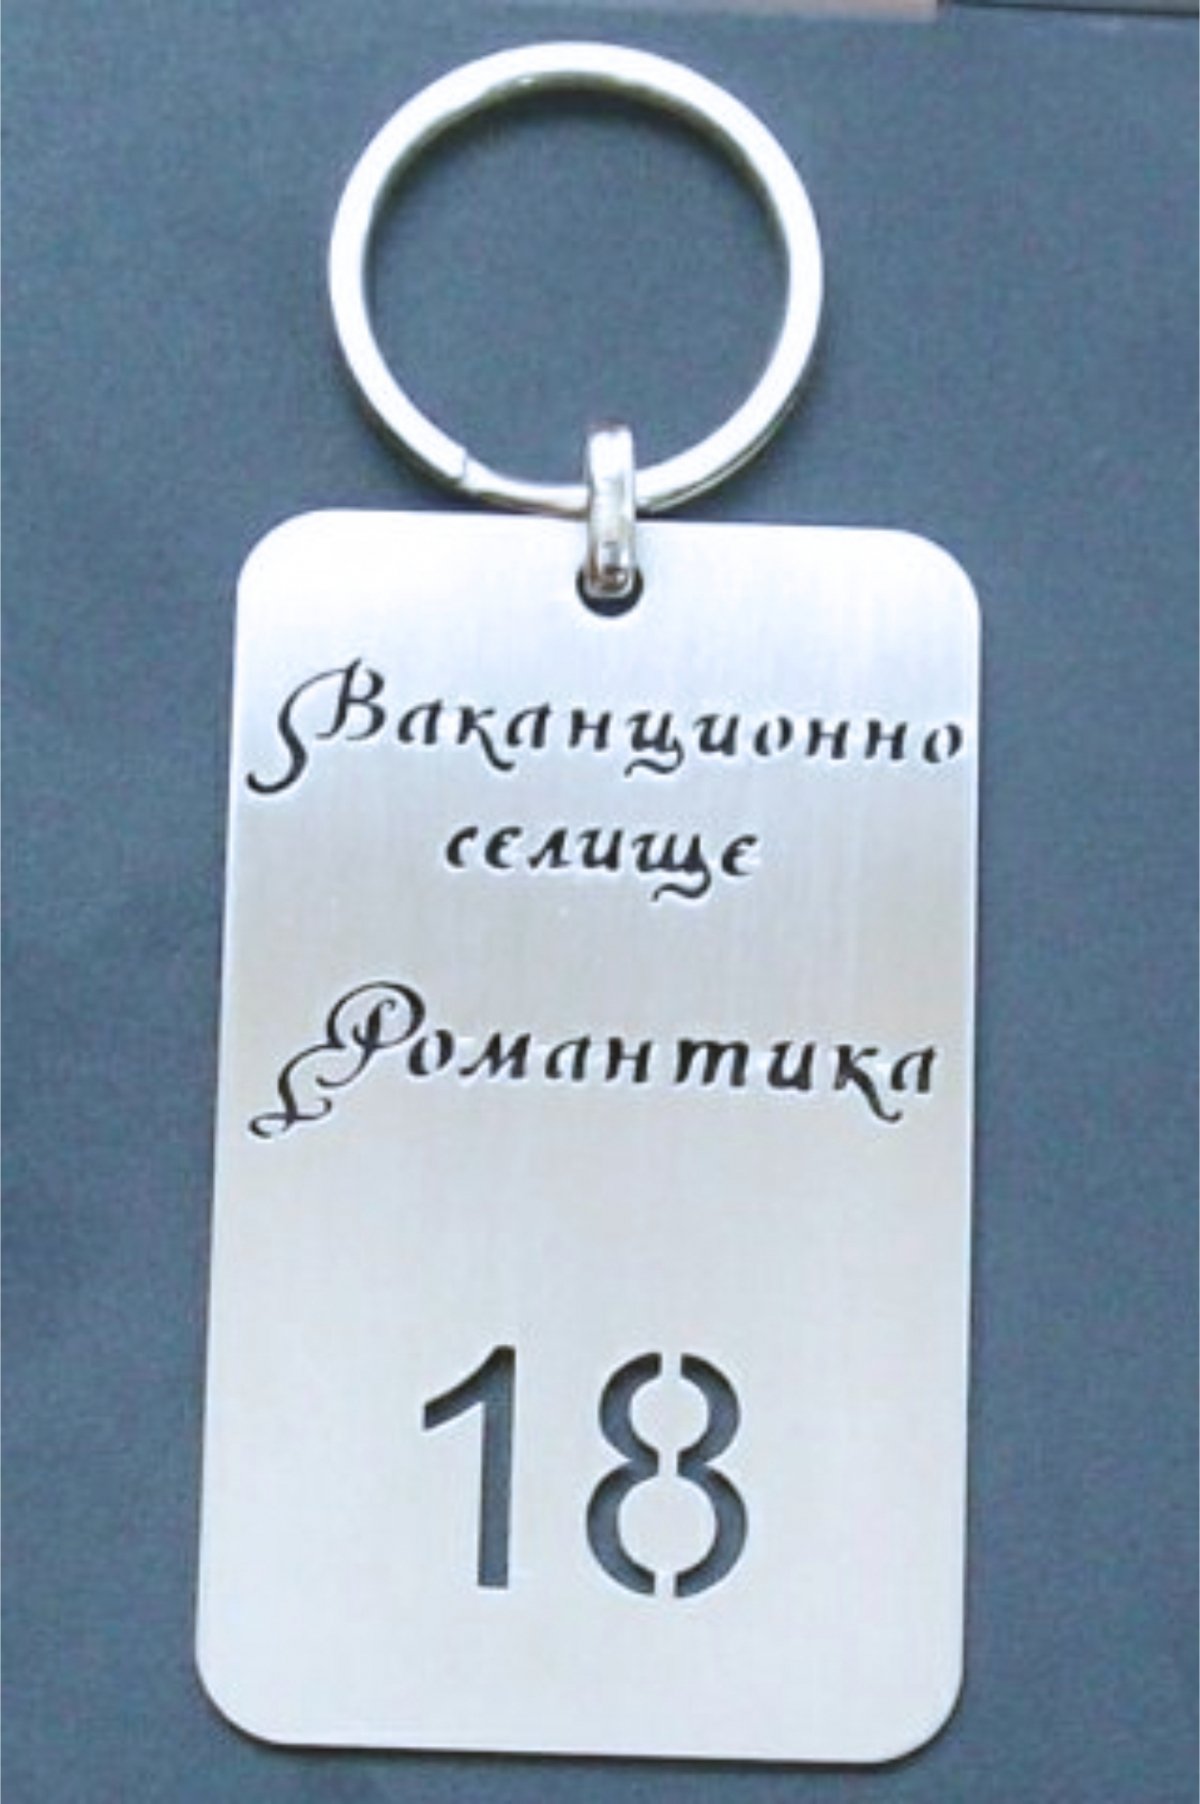 Ваканционно
селище
Романтика
18